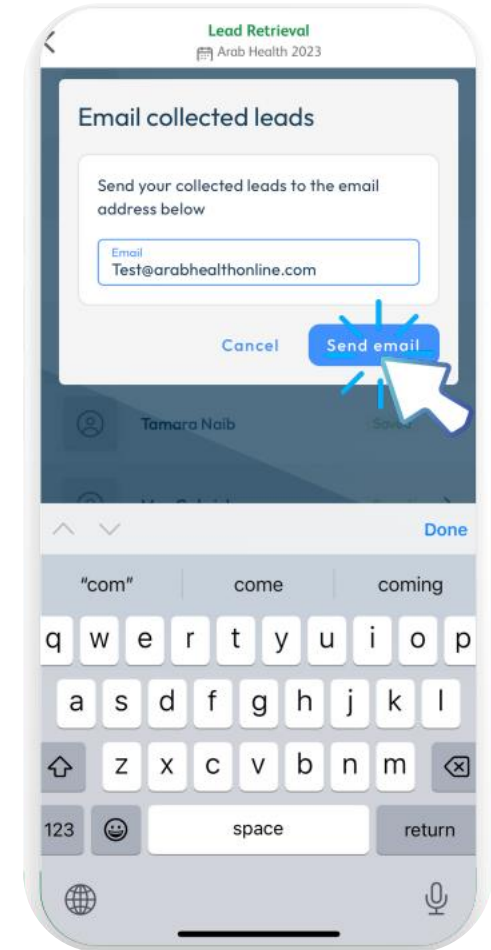 Lead Retrieval
Arab Health 2023
Email collected leads
Send your collected leads to the email
address below
Email
Test@arabhealthonline.com
Cancel
Send email
Tamara Naib
Done
"com"
come
coming
q w e r t y u i o p
a s d f g h j k l
z x c v b n m
123
space
return